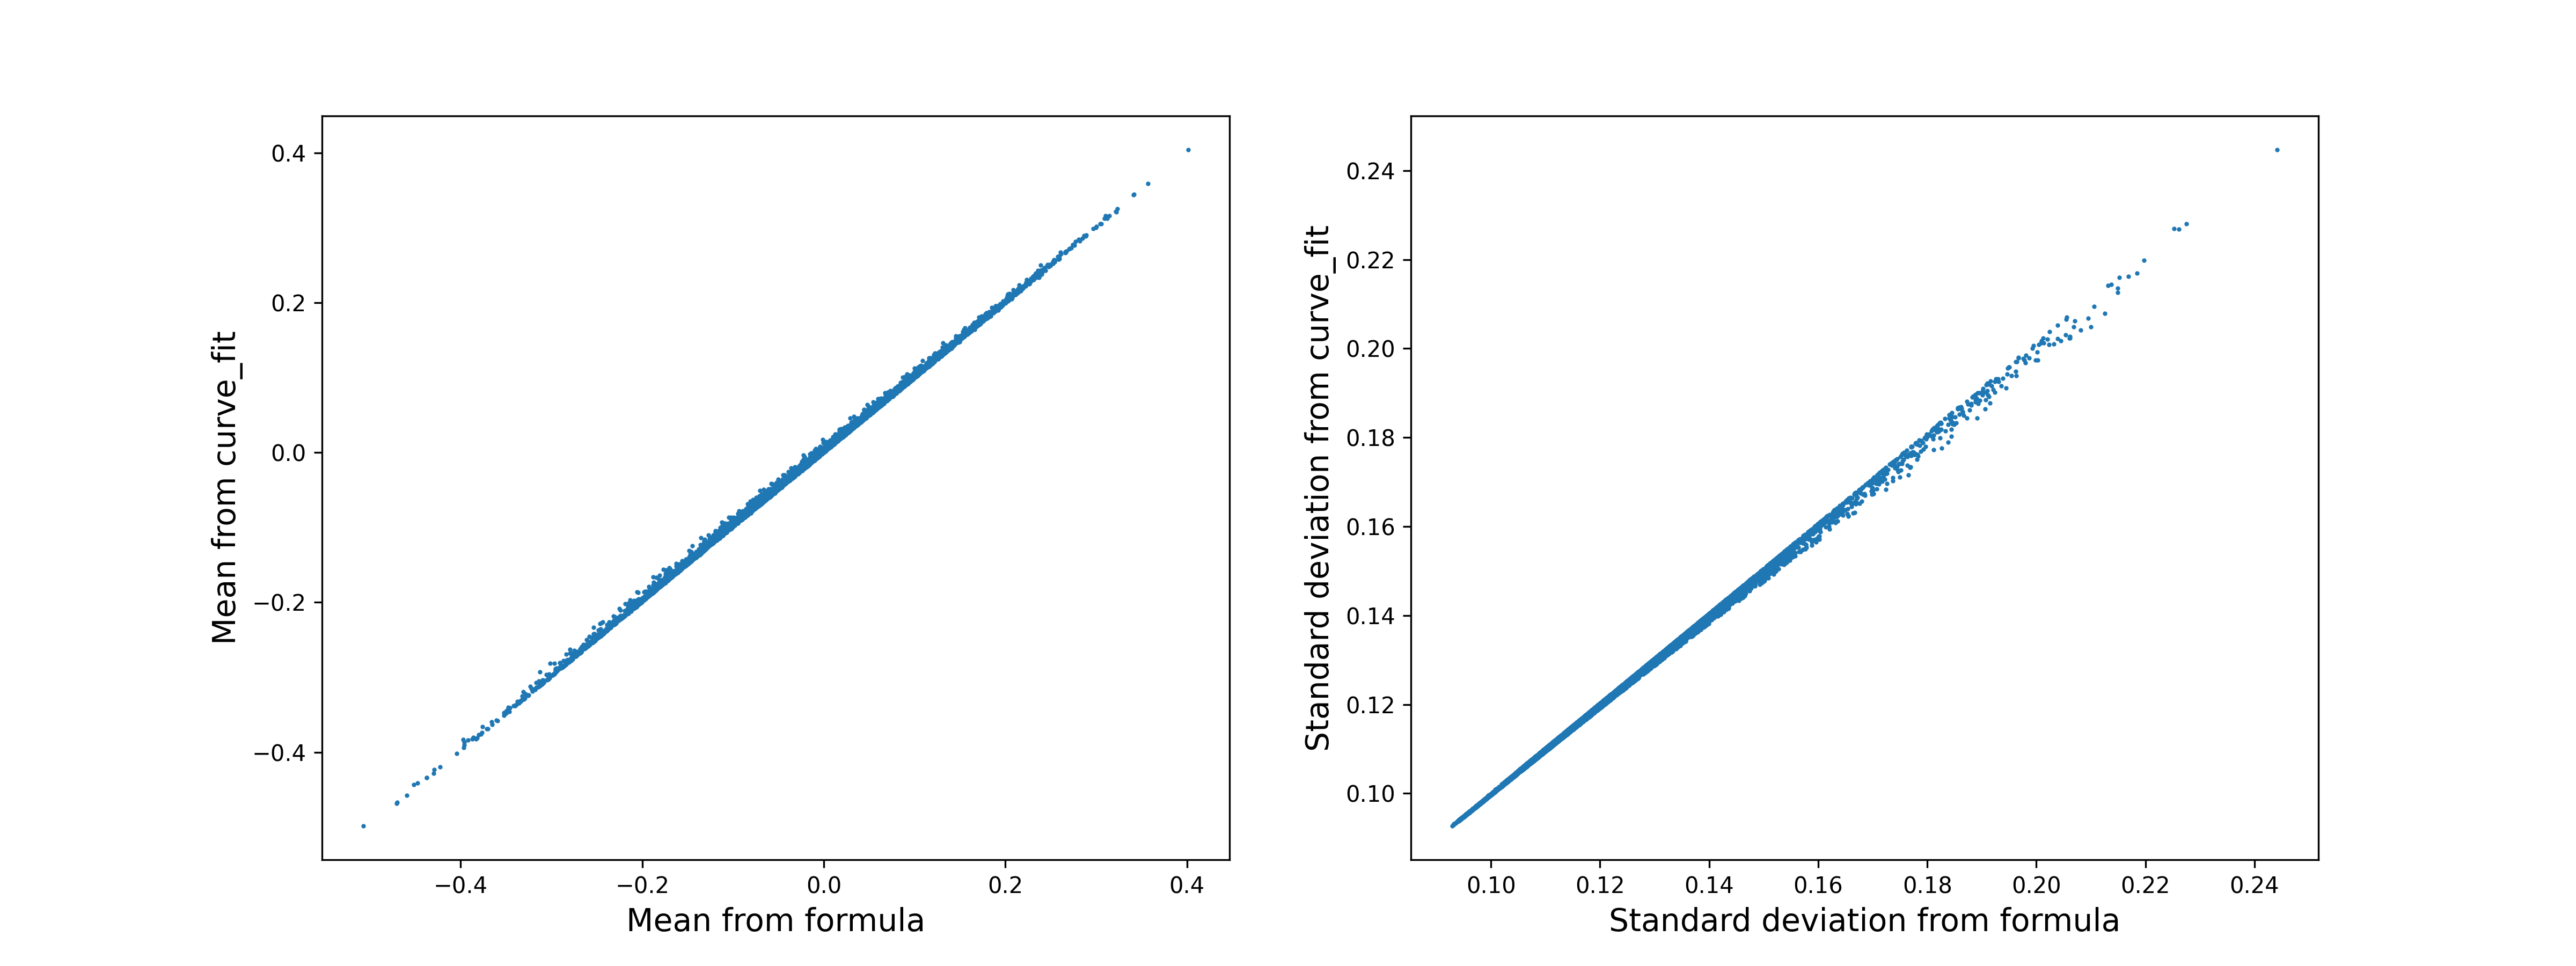 0.4
0.2
0.0
−0.2
−0.4
Mean from curve_fit
−0.4 −0.2 0.0 0.2 0.4
Mean from formula
0.24
0.22
0.20
0.18
0.16
0.14
0.12
0.10
Standard deviation from curve_fit
0.10 0.12 0.14 0.16 0.18 0.20 0.22 0.24
Standard deviation from formula